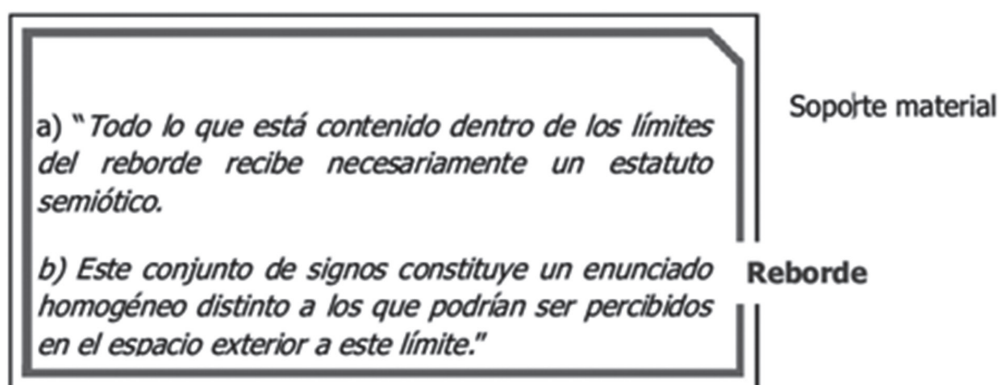 a) “Todo lo que está contenido dentro de los límites
del reborde recibe necesariamente un estatuto
semiótico.
b) Este conjunto de signos constituye un enunciado
homogéneo distinto a los que podrían ser percibidos
en el espacio exterior a este límite.”
Soporte material
Reborde